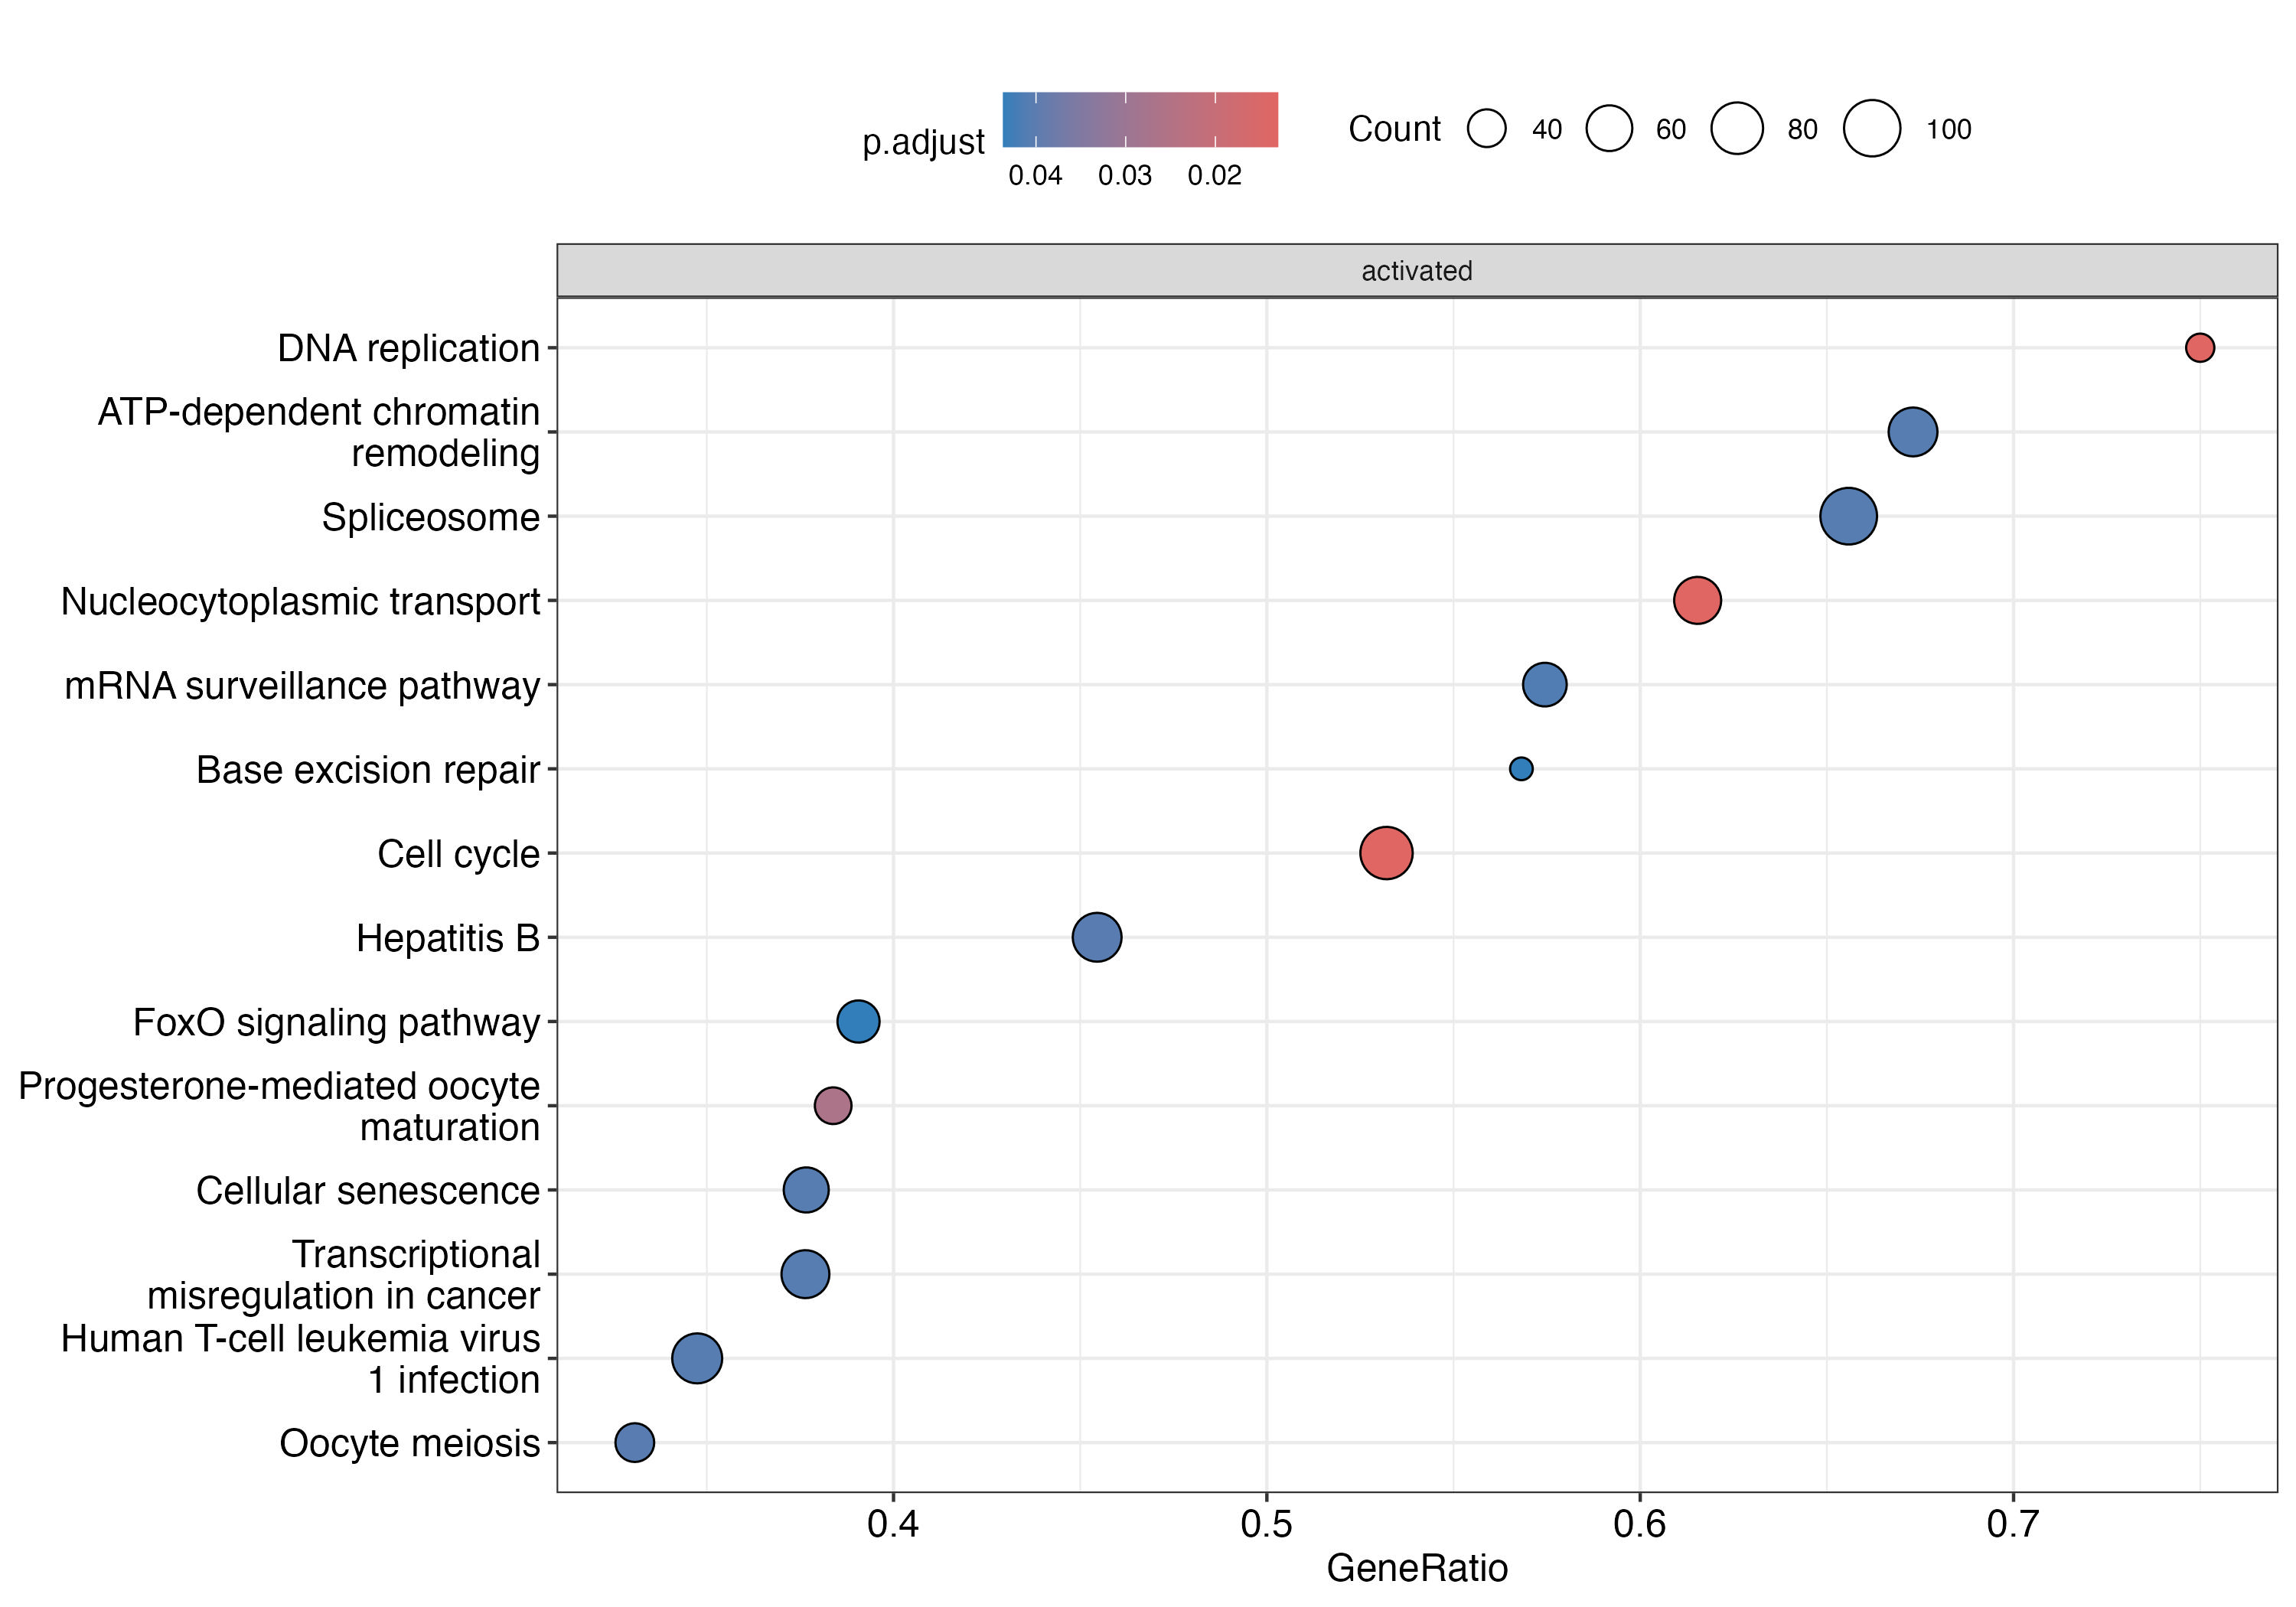 p.adjust
0.04 0.03 0.02
Count 40 60 80 100
activated
DNA replication
ATP-dependent chromatin
remodeling
Spliceosome
Nucleocytoplasmic transport
mRNA surveillance pathway
Base excision repair
Cell cycle
Hepatitis B
FoxO signaling pathway
Progesterone-mediated oocyte
maturation
Cellular senescence
Transcriptional
misregulation in cancer
Human T-cell leukemia virus
1 infection
Oocyte meiosis
0.4 0.5 0.6 0.7
GeneRatio